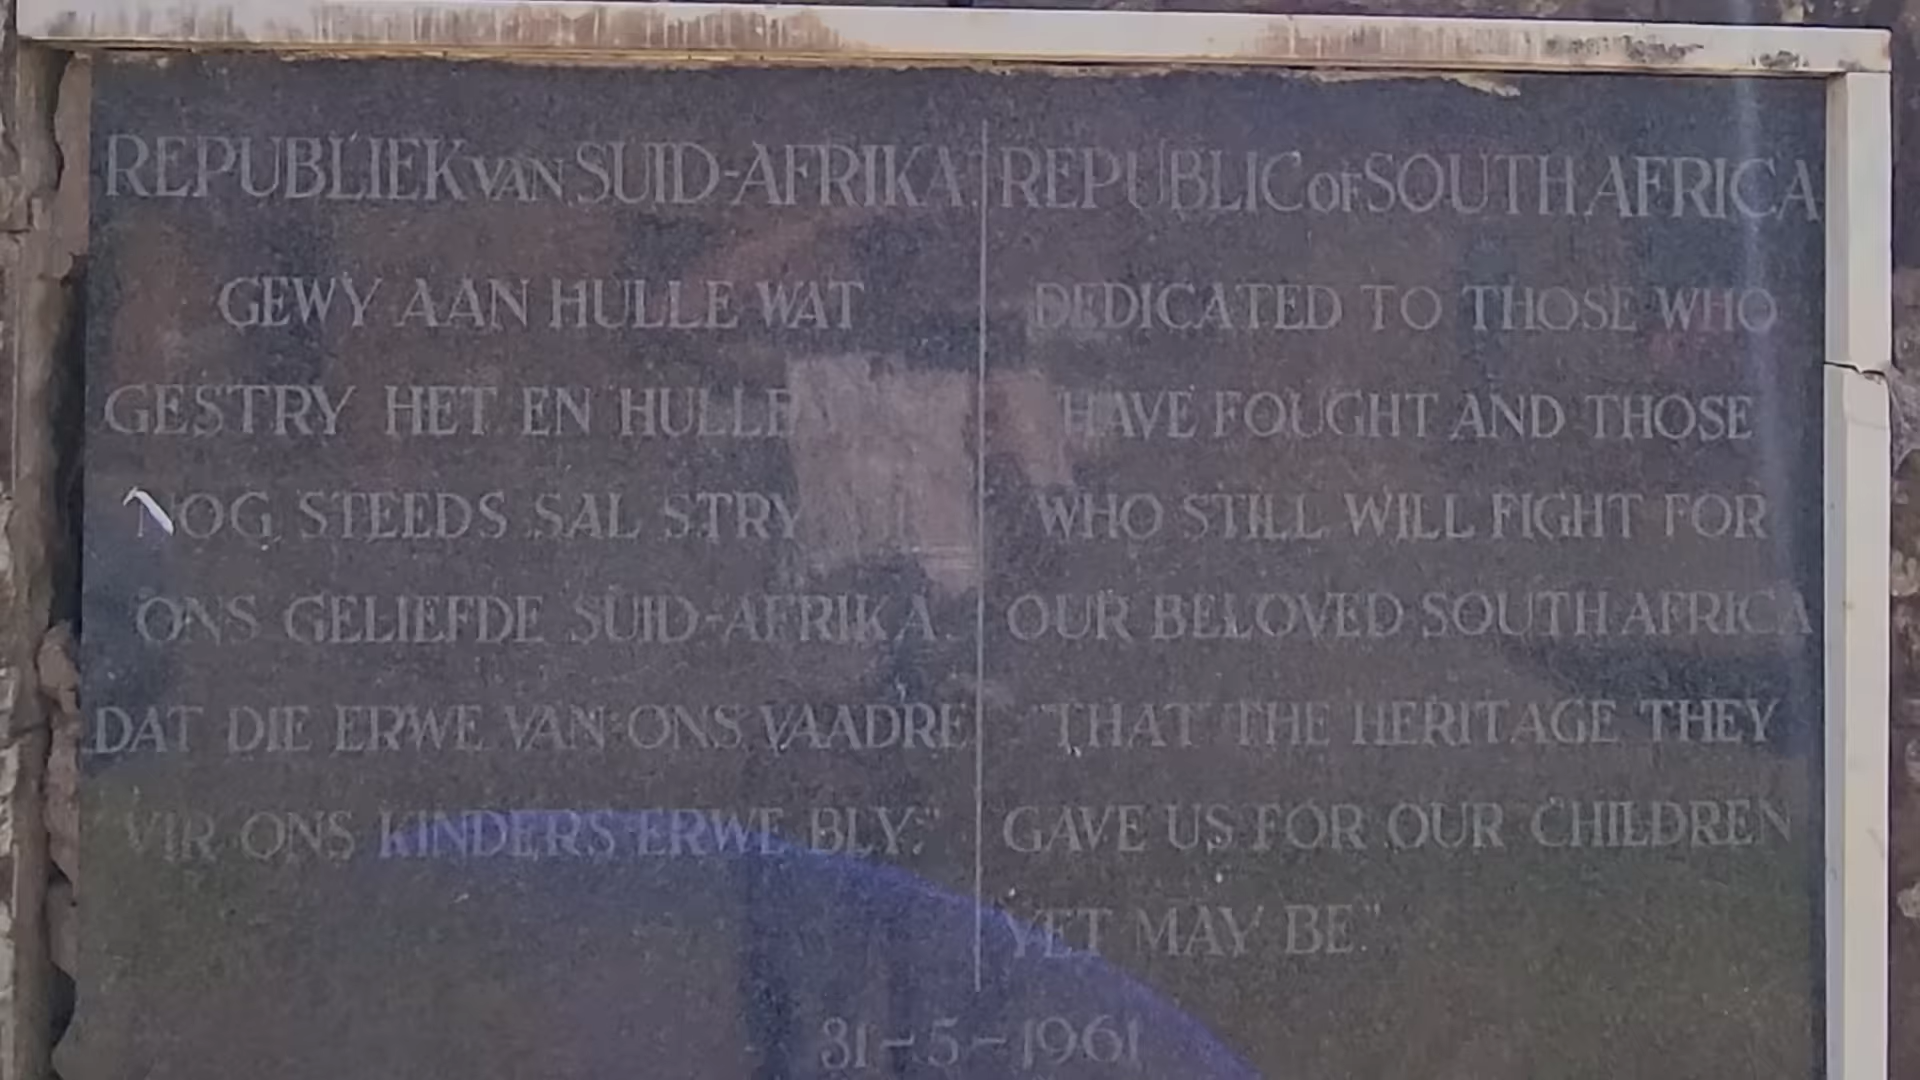 REPUBLIEK VAN SUID-AFRIKA.
GEWY AAN HULLE WAT
GESTRY HET EN HULLE
NOG STEEDS SAL STRY
ONS GELIEFDE SUID-AFRIKA.
DAT DIE ERWE VAN ONS VAADRE
VIR ONS KINDERS ERWE BLY."
REPUBLIC OF SOUTH AFRICA
DEDICATED TO THOSE WHO
HAVE FOUGHT AND THOSE
WHO STILL WILL FIGHT FOR
OUR BELOVED SOUTH AFRICA
"THAT THE HERITAGE THEY
GAVE US FOR OUR CHILDREN
YET MAY BE."
31-5-1961